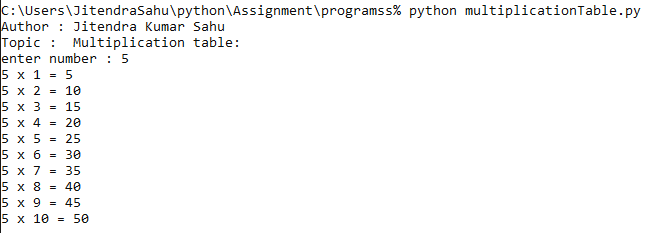 C:\Users\JitendraSahu\python\Assignment\programss% python multiplicationTable.py
Author : Jitendra Kumar Sahu
Topic :  Multiplication table:
enter number : 5
5 x 1 = 5
5 x 2 = 10
5 x 3 = 15
5 x 4 = 20
5 x 5 = 25
5 x 6 = 30
5 x 7 = 35
5 x 8 = 40
5 x 9 = 45
5 x 10 = 50